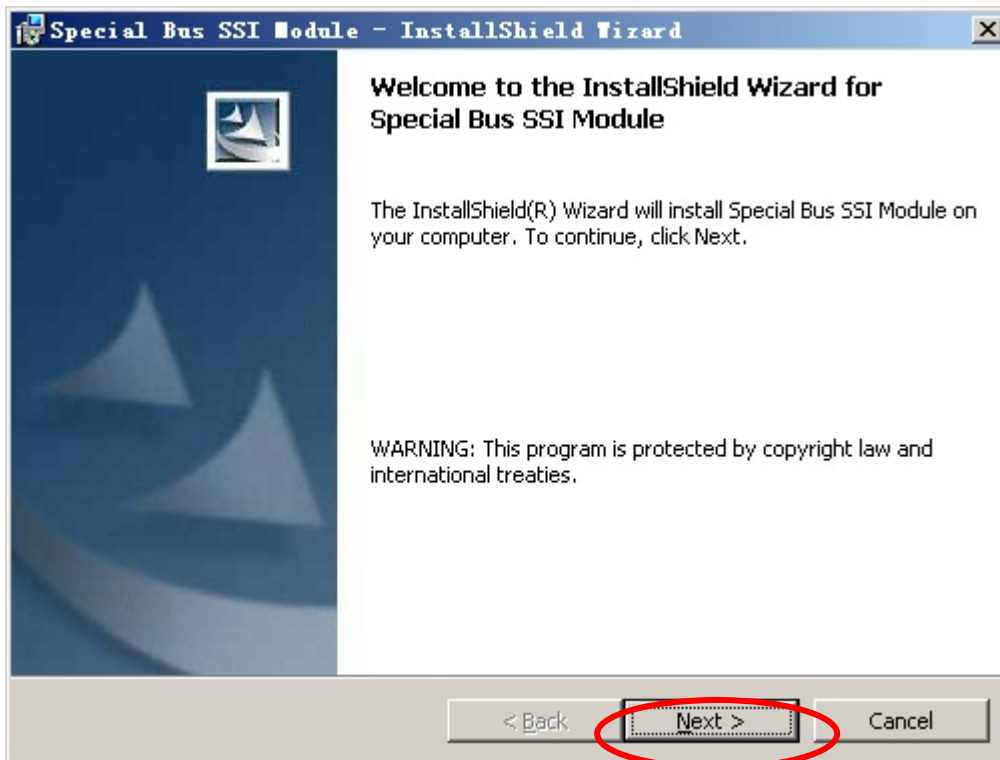 Special Bus SSI Module - InstallShield Wizard
Welcome to the InstallShield Wizard for
Special Bus SSI Module
The InstallShield(R) Wizard will install Special Bus SSI Module on
your computer. To continue, click Next.
WARNING: This program is protected by copyright law and
international treaties.
< Back
Next >
Cancel